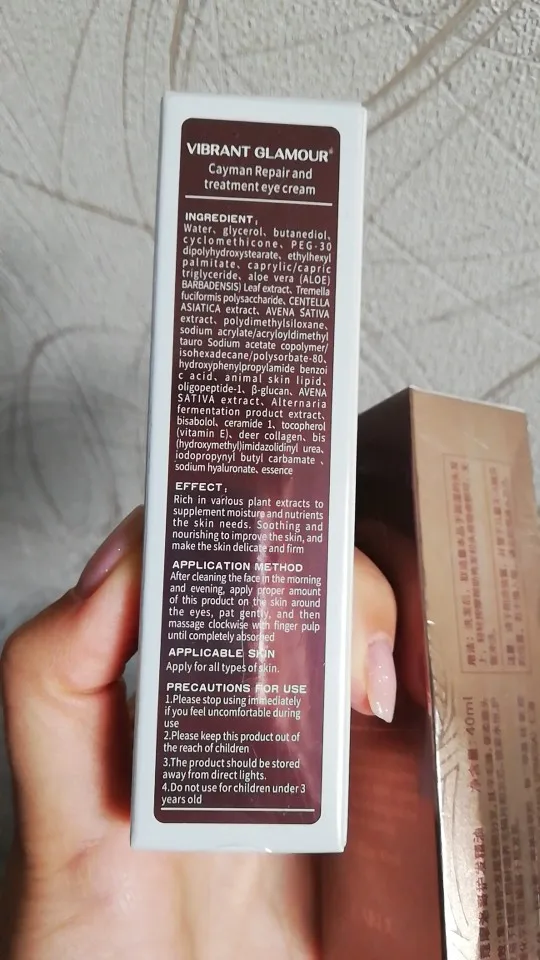 VIBRANT GLAMOUR®
Cayman Repair and
treatment eye cream
INGREDIENT:
Water、glycerol、butanediol、
cyclomethicone、PEG-30
dipolyhydroxystearate、ethylhexyl
palmitate、caprylic/capric
triglyceride、aloe vera (ALOE)
BARBADENSIS) Leaf extract、Tremella
fuciformis polysaccharide、CENTELLA
ASIATICA extract、AVENA SATIVA
extract、polydimethylsiloxane、
sodium acrylate/acryloyldimethyl
tauro Sodium acetate copolymer/
isohexadecane/polysorbate-80、
hydroxyphenylpropylamide benzoi
c acid、animal skin lipid、
oligopeptide-1、β-glucan、AVENA
SATIVA extract、Alternaria
fermentation product extract、
bisabolol、ceramide 1、tocopherol
(vitamin E)、deer collagen、bis
(hydroxymethyl)imidazolidinyl urea、
iodopropynyl butyl carbamate 、
sodium hyaluronate、essence
EFFECT:
Rich in various plant extracts to
supplement moisture and nutrients
the skin needs. Soothing and
nourishing to improve the skin, and
make the skin delicate and firm
APPLICATION METHOD
After cleaning the face in the morning
and evening, apply proper amount
of this product on the skin around
the eyes, pat gently, and then
massage clockwise with finger pulp
until completely absorbed
APPLICABLE SKIN
Apply for all types of skin.
PRECAUTIONS FOR USE
1.Please stop using immediately
if you feel uncomfortable during
use
2.Please keep this product out of
the reach of children
3.The product should be stored
away from direct lights.
4.Do not use for children under 3
years old
净含量: 40ml